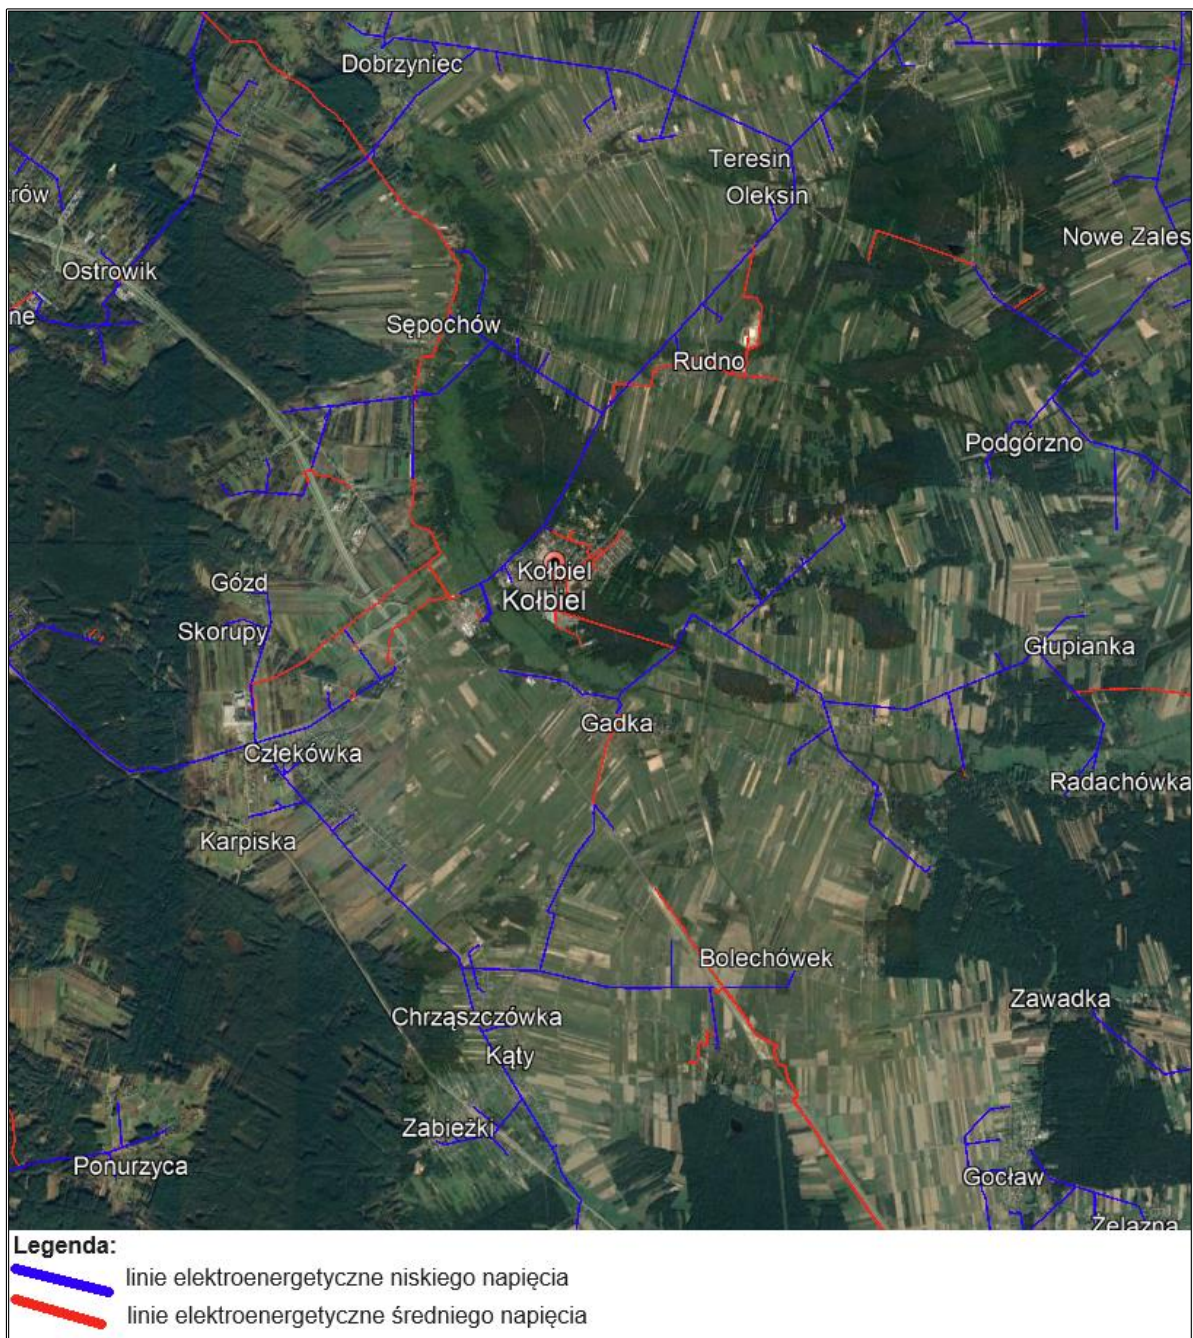 Dobrzyniec
Teresin
rów
Oleksin
Nowe Zales
Ostrowik
ne
Sępochów
Rudno
Podgórzno
Kołbiel
Gózd
Kołbiel
Skorupy
Głupianka
Gadka
Człekówka
Radachówka
Karpiska
Bolechówek
Zawadka
Chrząszczówka
Kąty
Zabieżki
Ponurzyca
Gocław
Żelazna
Legenda:
linie elektroenergetyczne niskiego napięcia
linie elektroenergetyczne średniego napięcia